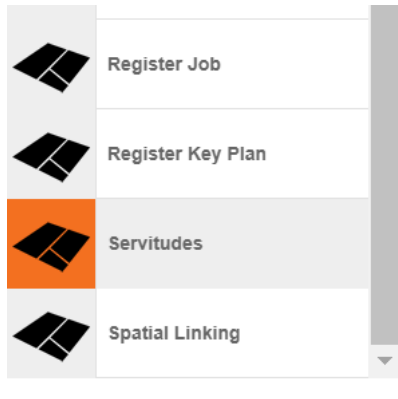 Register Job
Register Key Plan
Servitudes
Spatial Linking